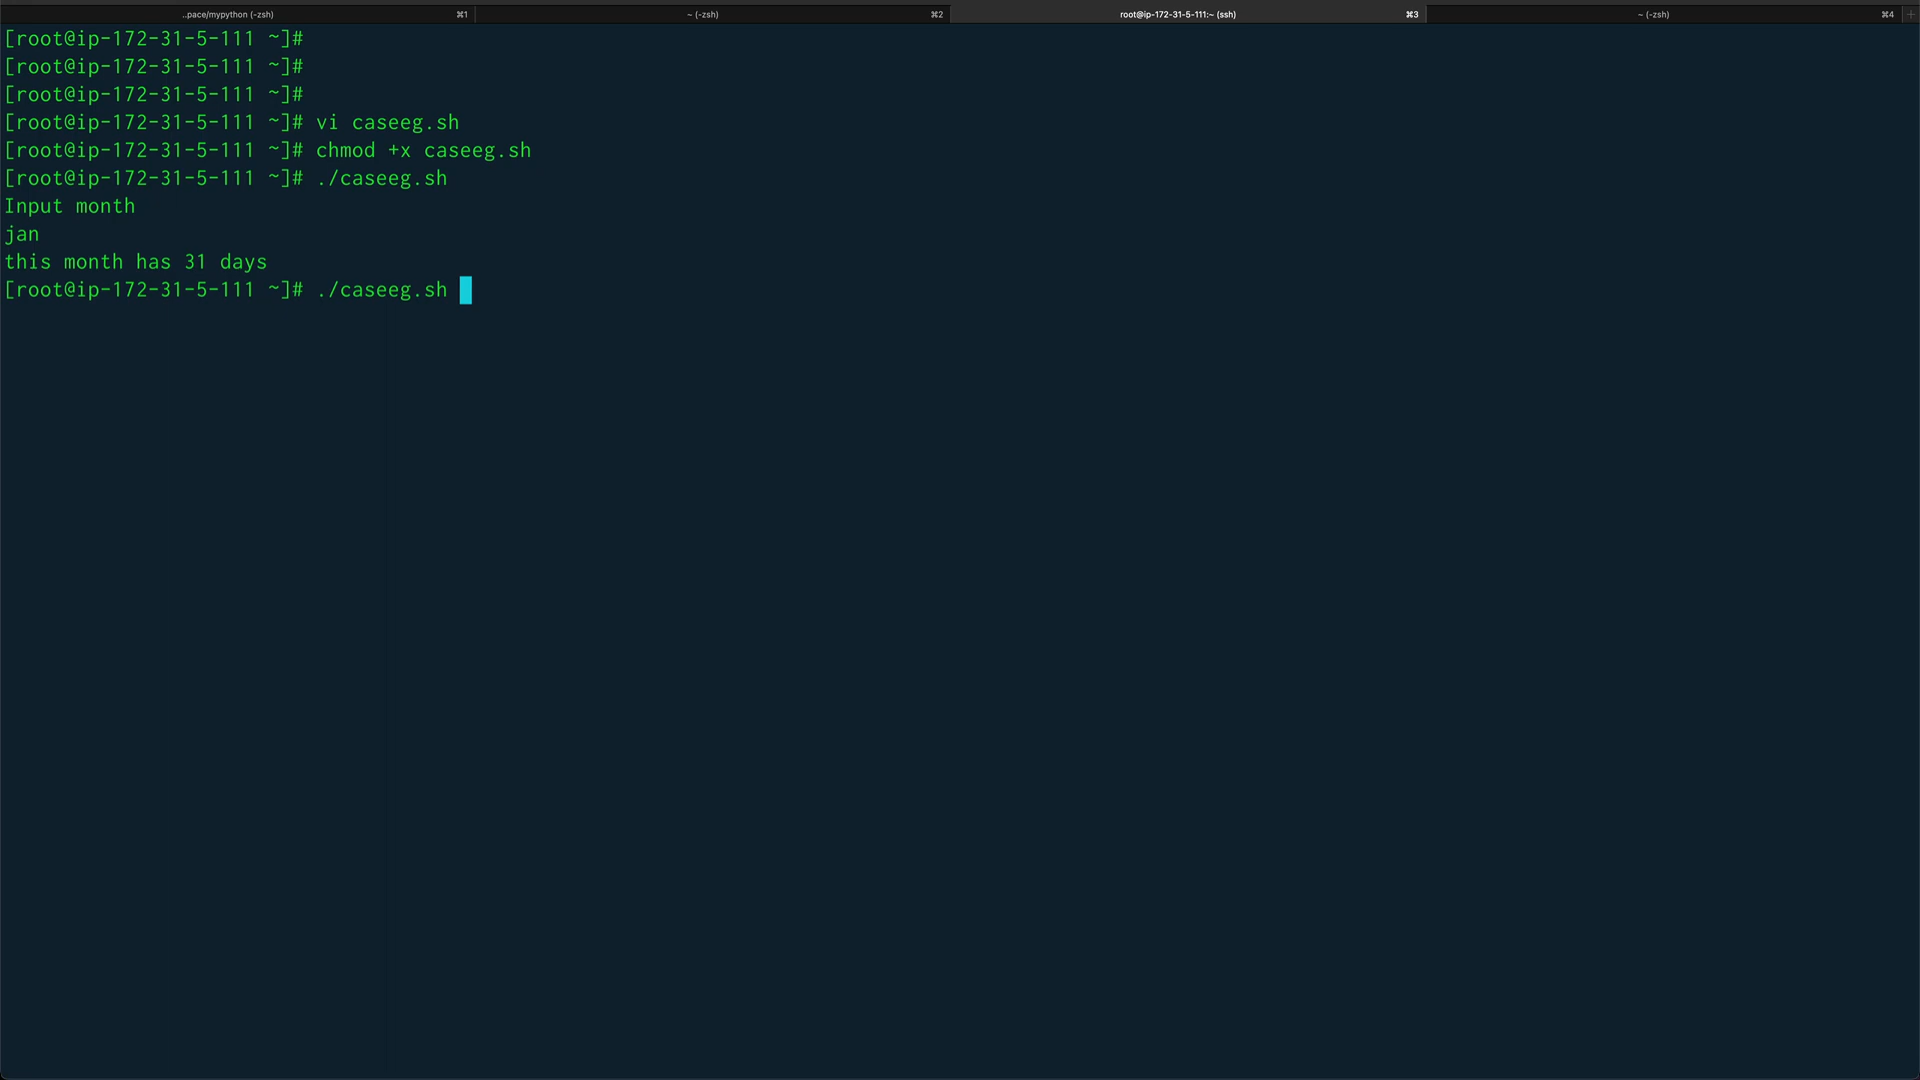 ..pace/mypython (-zsh) ⌘1 ~ (-zsh) ⌘2 root@ip-172-31-5-111:~ (ssh) ⌘3 ~ (-zsh) ⌘4 +
[root@ip-172-31-5-111 ~]#
[root@ip-172-31-5-111 ~]#
[root@ip-172-31-5-111 ~]#
[root@ip-172-31-5-111 ~]# vi caseeg.sh
[root@ip-172-31-5-111 ~]# chmod +x caseeg.sh
[root@ip-172-31-5-111 ~]# ./caseeg.sh
Input month
jan
this month has 31 days
[root@ip-172-31-5-111 ~]# ./caseeg.sh